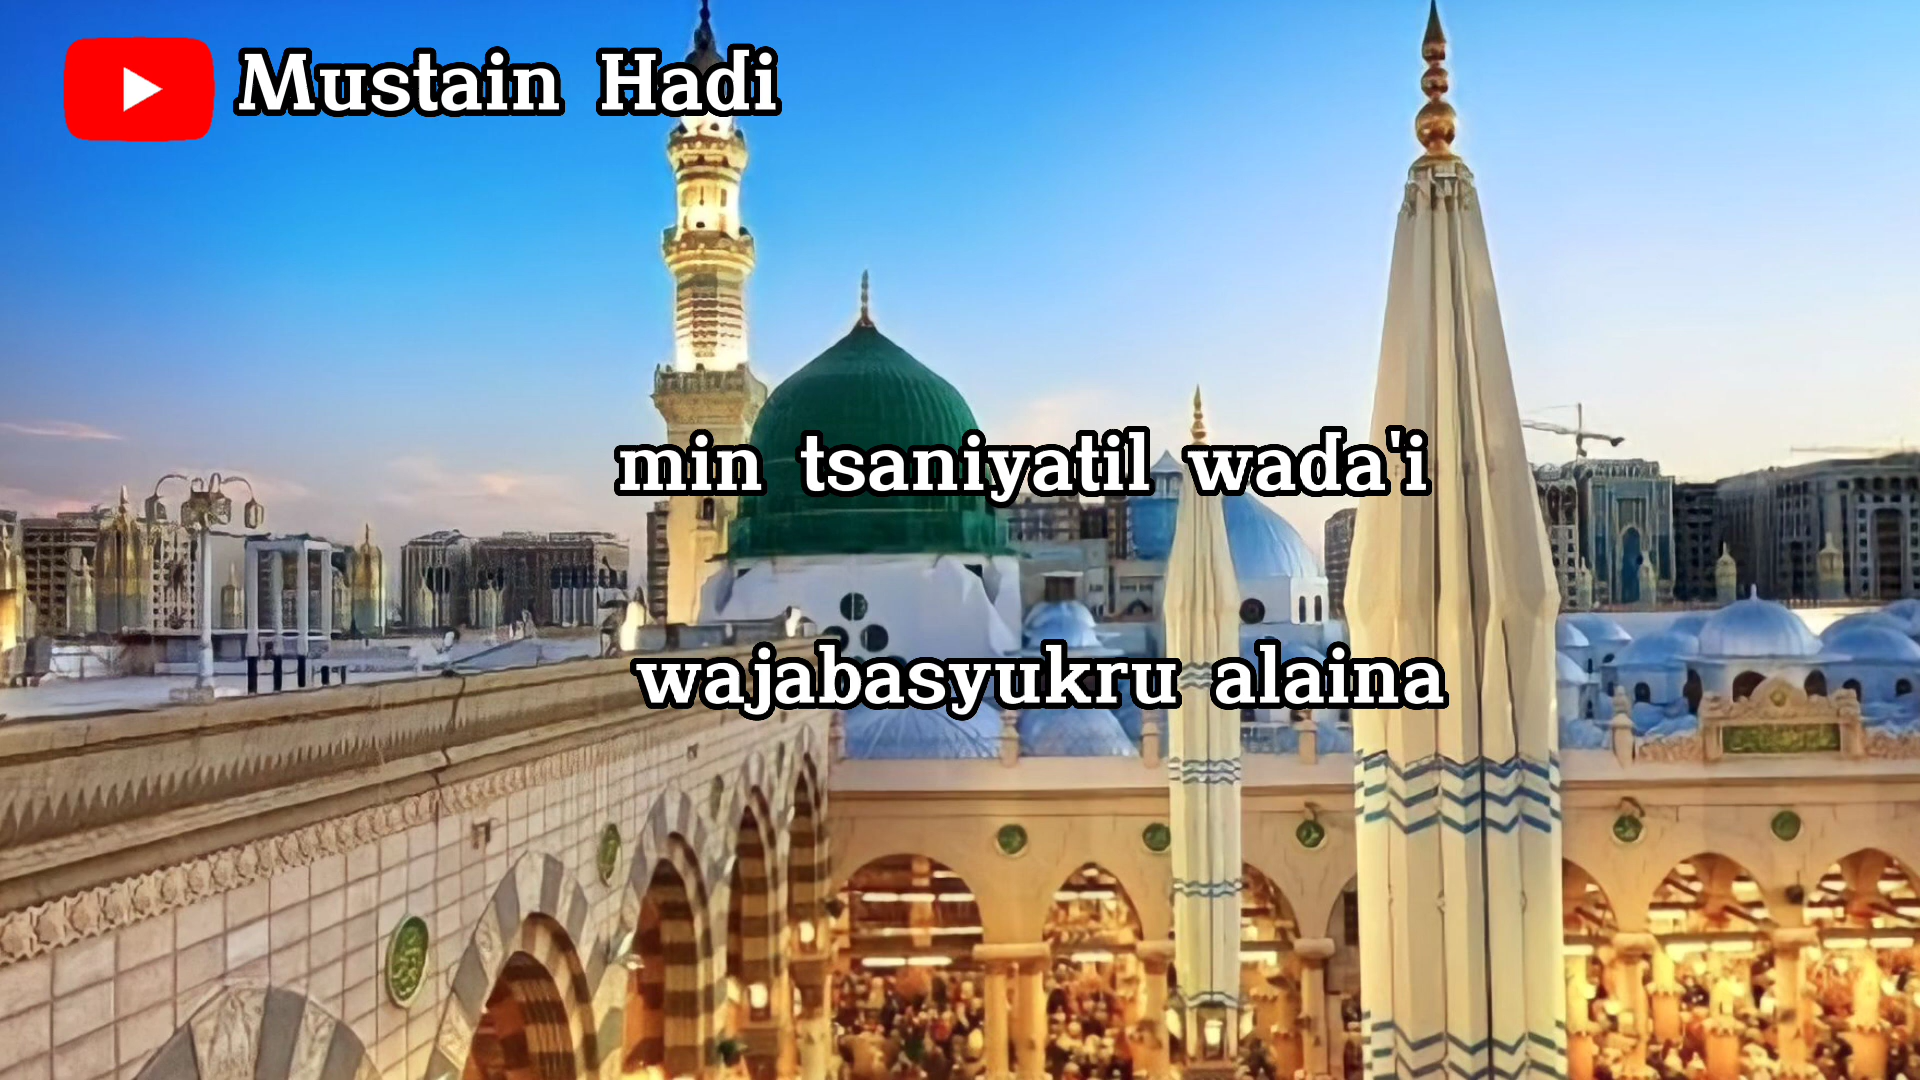 Mustain Hadi
min tsaniyatil wada'i
wajabasyukru alaina